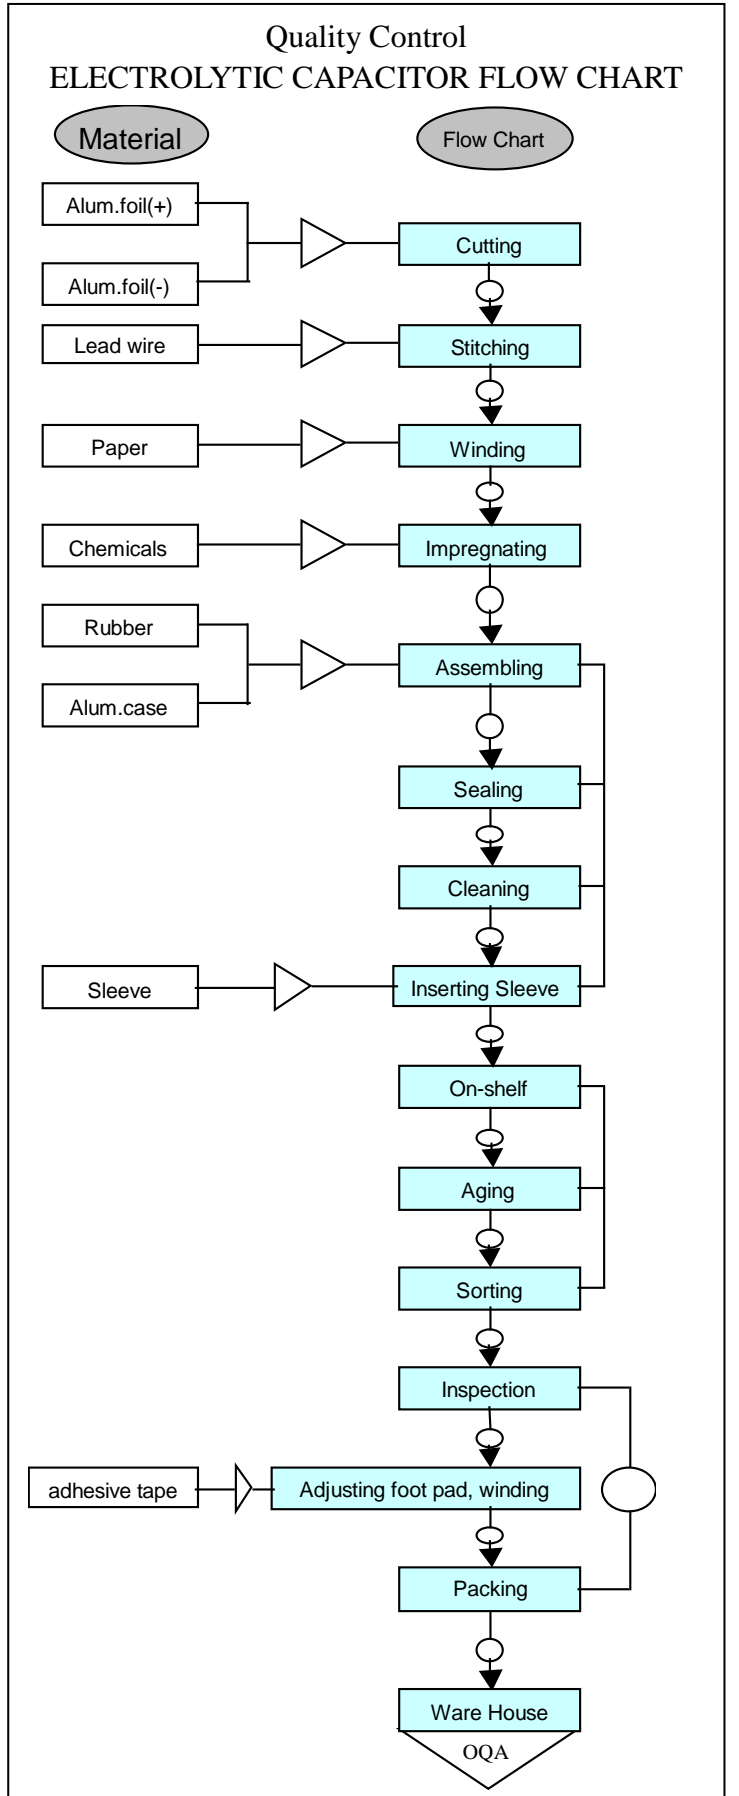 Quality Control
ELECTROLYTIC CAPACITOR FLOW CHART
Material
Flow Chart
Alum.foil(+)
Cutting
Alum.foil(-)
Lead wire
Stitching
Paper
Winding
Chemicals
Impregnating
Rubber
Assembling
Alum.case
Sealing
Cleaning
Sleeve
Inserting Sleeve
On-shelf
Aging
Sorting
Inspection
adhesive tape
Adjusting foot pad, winding
Packing
Ware House
OQA